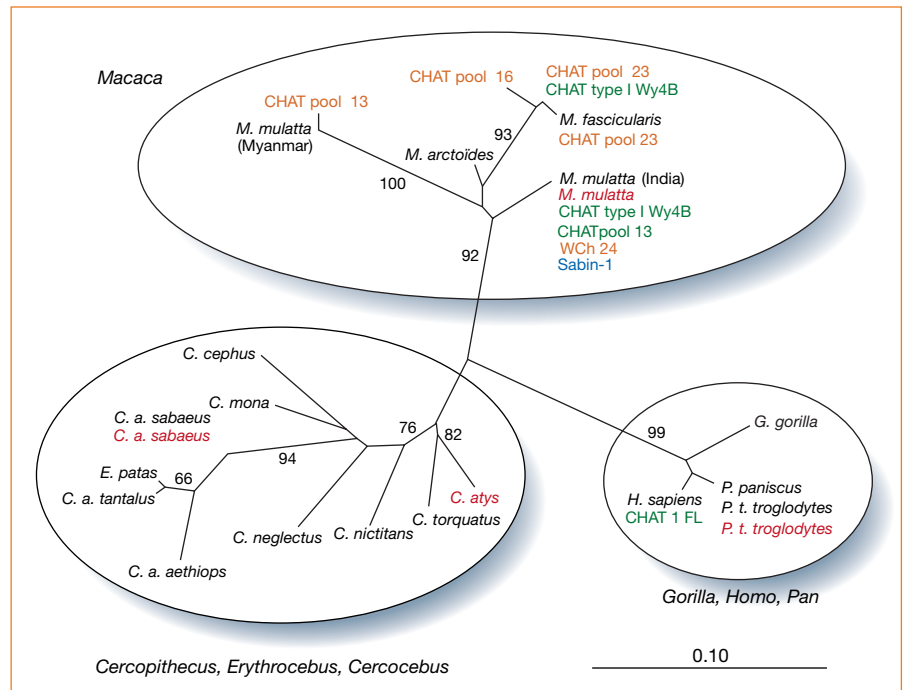 Macaca
CHAT pool 16
CHAT pool 23
CHAT type I Wy4B
CHAT pool 13
M. mulatta
(Myanmar)
M. fascicularis
CHAT pool 23
93
M. arctoïdes
100
M. mulatta (India)
M. mulatta
CHAT type I Wy4B
CHATpool 13
WCh 24
Sabin-1
92
C. cephus
C. mona
C. a. sabaeus
C. a. sabaeus
76
82
94
E. patas
66
C. a. tantalus
C. atys
C. torquatus
C. nictitans
C. neglectus
C. a. aethiops
99
G. gorilla
P. paniscus
H. sapiens
P. t. troglodytes
CHAT 1 FL
P. t. troglodytes
Gorilla, Homo, Pan
Cercopithecus, Erythrocebus, Cercocebus
0.10